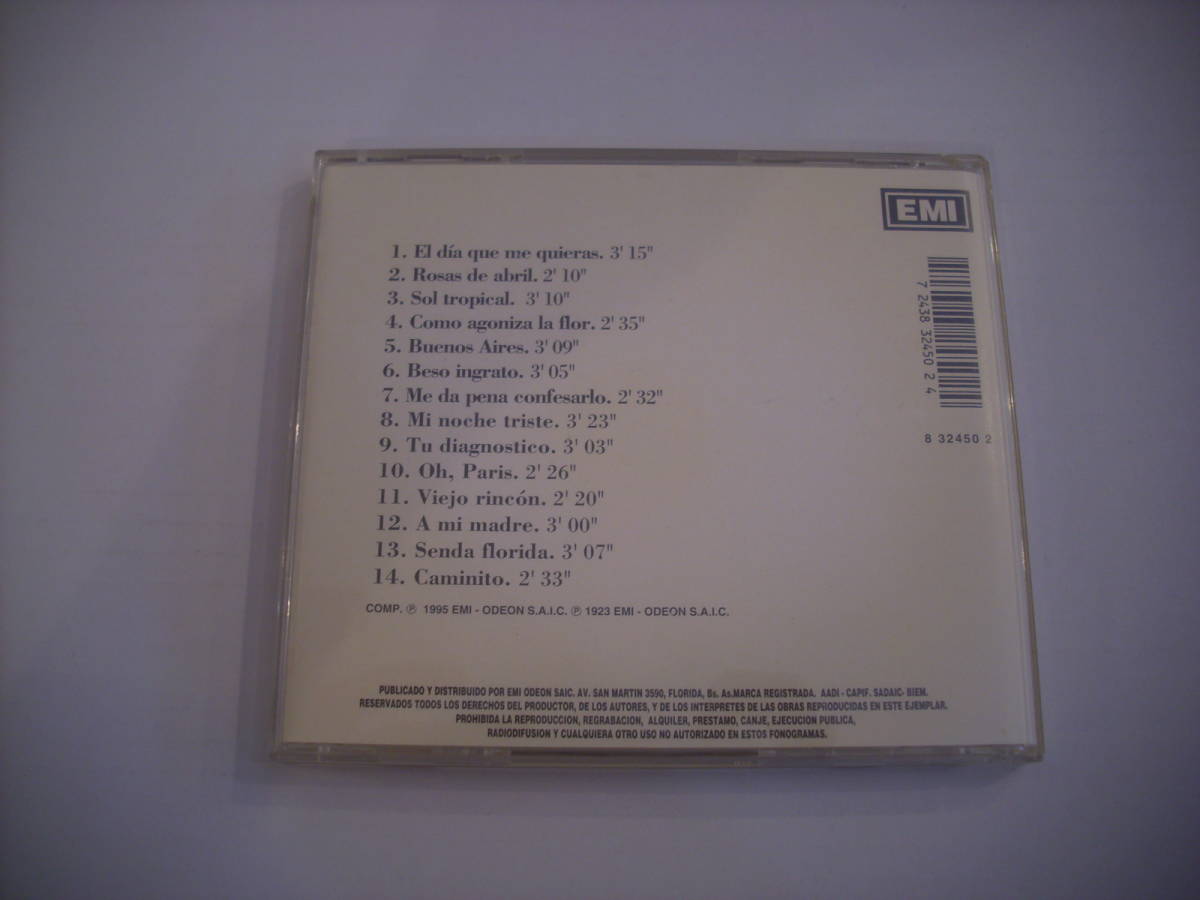 EMI
1. El día que me quieras. 3' 15"
2. Rosas de abril. 2' 10"
3. Sol tropical. 3' 10"
4. Como agoniza la flor. 2' 35"
5. Buenos Aires. 3' 09"
6. Beso ingrato. 3' 05"
7. Me da pena confesarlo. 2' 32"
8. Mi noche triste. 3' 23"
9. Tu diagnostico. 3' 03"
10. Oh, Paris. 2' 26"
11. Viejo rincón. 2' 20"
12. A mi madre. 3' 00"
13. Senda florida. 3' 07"
14. Caminito. 2' 33"
7 2438 32450 2 4
8 32450 2
COMP. ℗ 1995 EMI - ODEON S.A.I.C. ℗ 1923 EMI - ODEON S.A.I.C.
PUBLICADO Y DISTRIBUIDO POR EMI ODEON SAIC. AV. SAN MARTIN 3590, FLORIDA, Bs. As.MARCA REGISTRADA. AADI - CAPIF. SADAIC- BIEM.
RESERVADOS TODOS LOS DERECHOS DEL PRODUCTOR, DE LOS AUTORES, Y DE LOS INTERPRETES DE LAS OBRAS REPRODUCIDAS EN ESTE EJEMPLAR.
PROHIBIDA LA REPRODUCCION, REGRABACION, ALQUILER, PRESTAMO, CANJE, EJECUCION PUBLICA,
RADIODIFUSION Y CUALQUIERA OTRO USO NO AUTORIZADO EN ESTOS FONOGRAMAS.